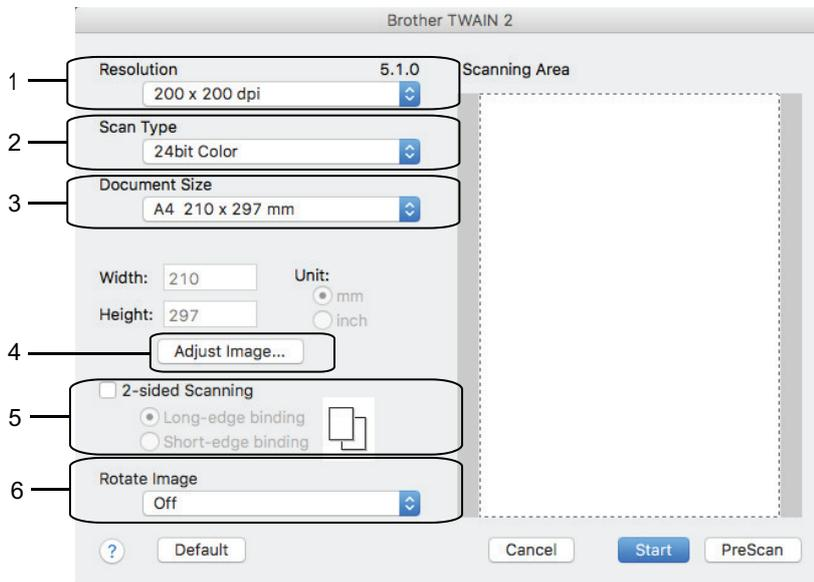 Brother TWAIN 2
1
Resolution 5.1.0
200 x 200 dpi
2
Scan Type
24bit Color
3
Document Size
A4 210 x 297 mm
Width: 210
Unit:
mm
Height: 297
inch
4
Adjust Image...
5
2-sided Scanning
Long-edge binding
Short-edge binding
6
Rotate Image
Off
? Default
Scanning Area
Cancel Start PreScan